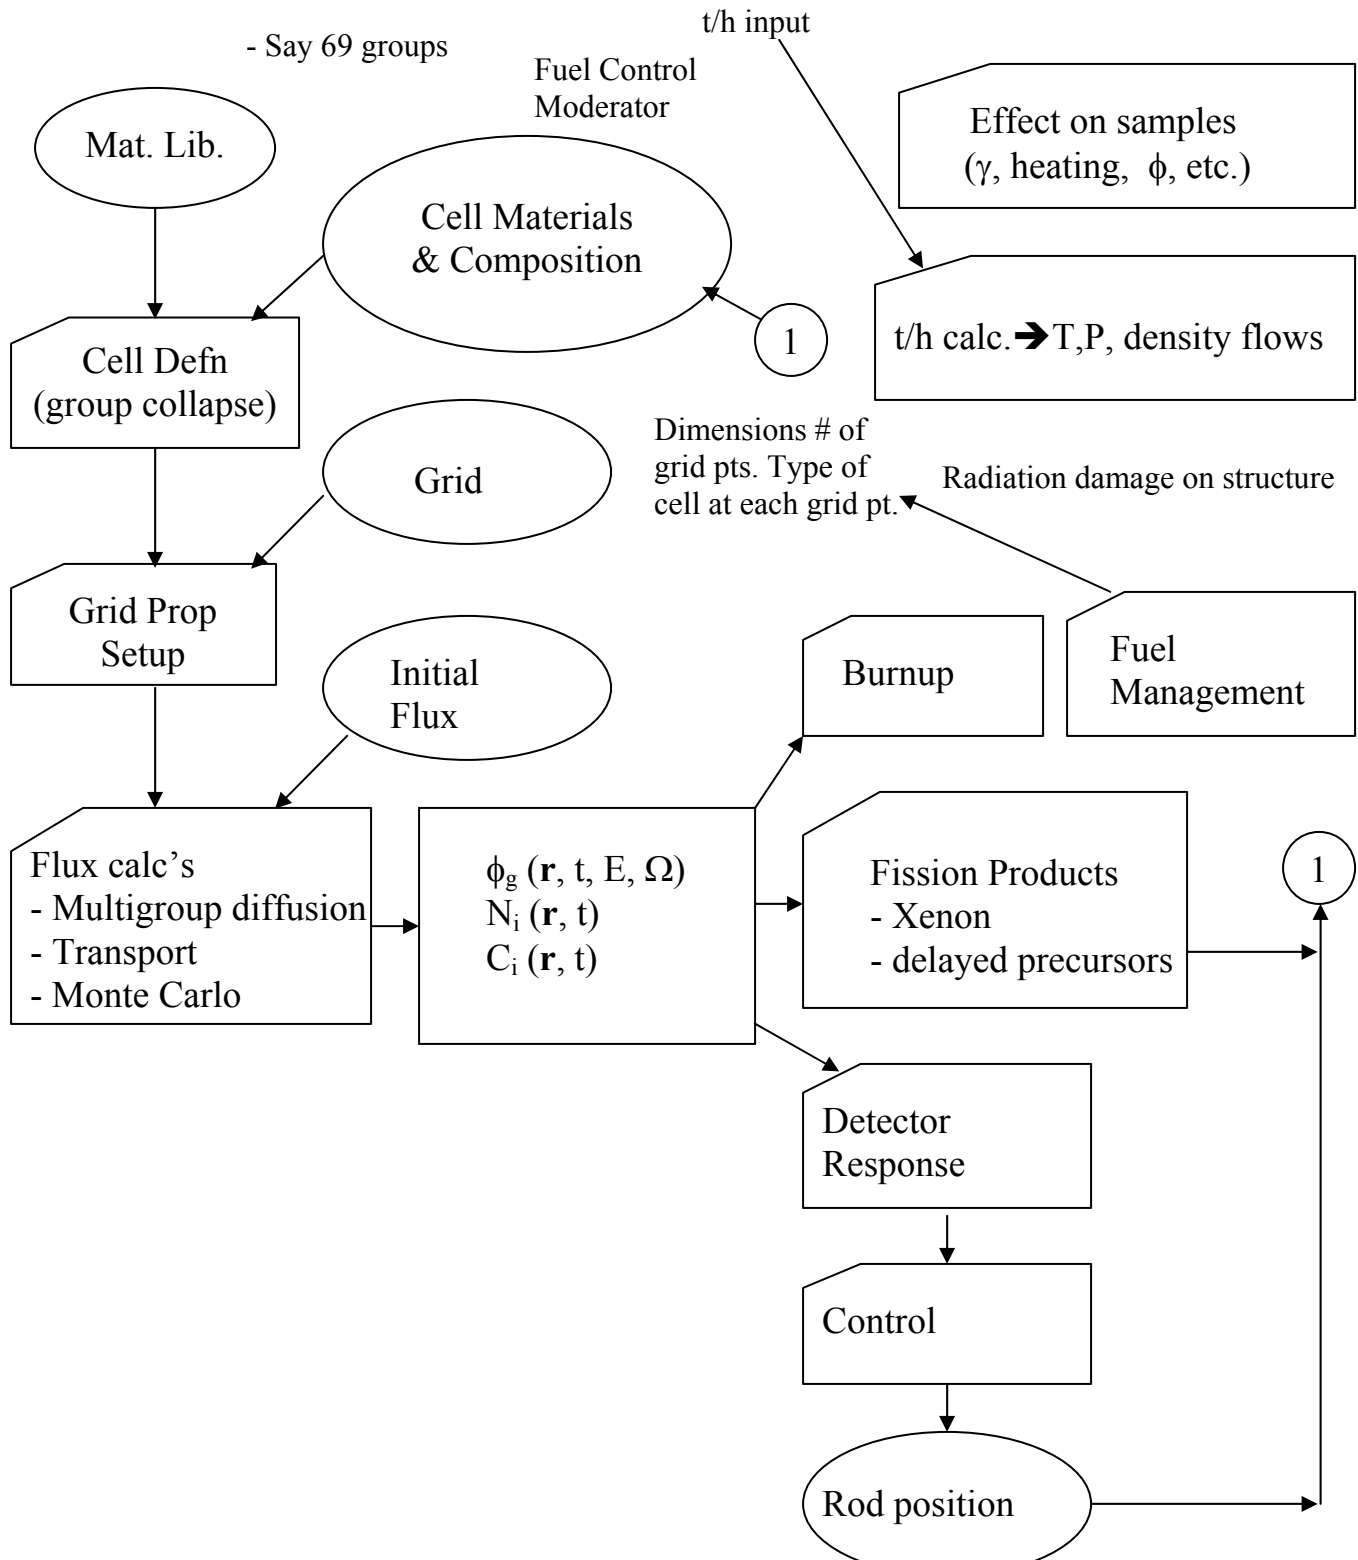 t/h input
- Say 69 groups
Fuel Control
Moderator
Mat. Lib.
Effect on samples
(γ, heating, ϕ, etc.)
Cell Materials
& Composition
1
t/h calc.➔T,P, density flows
Cell Defn
(group collapse)
Grid
Dimensions # of
grid pts. Type of
cell at each grid pt.
Radiation damage on structure
Grid Prop
Setup
Initial
Flux
Burnup
Fuel
Management
Flux calc’s
- Multigroup diffusion
- Transport
- Monte Carlo
ϕg (r, t, E, Ω)
Ni (r, t)
Ci (r, t)
Fission Products
- Xenon
- delayed precursors
1
Detector
Response
Control
Rod position